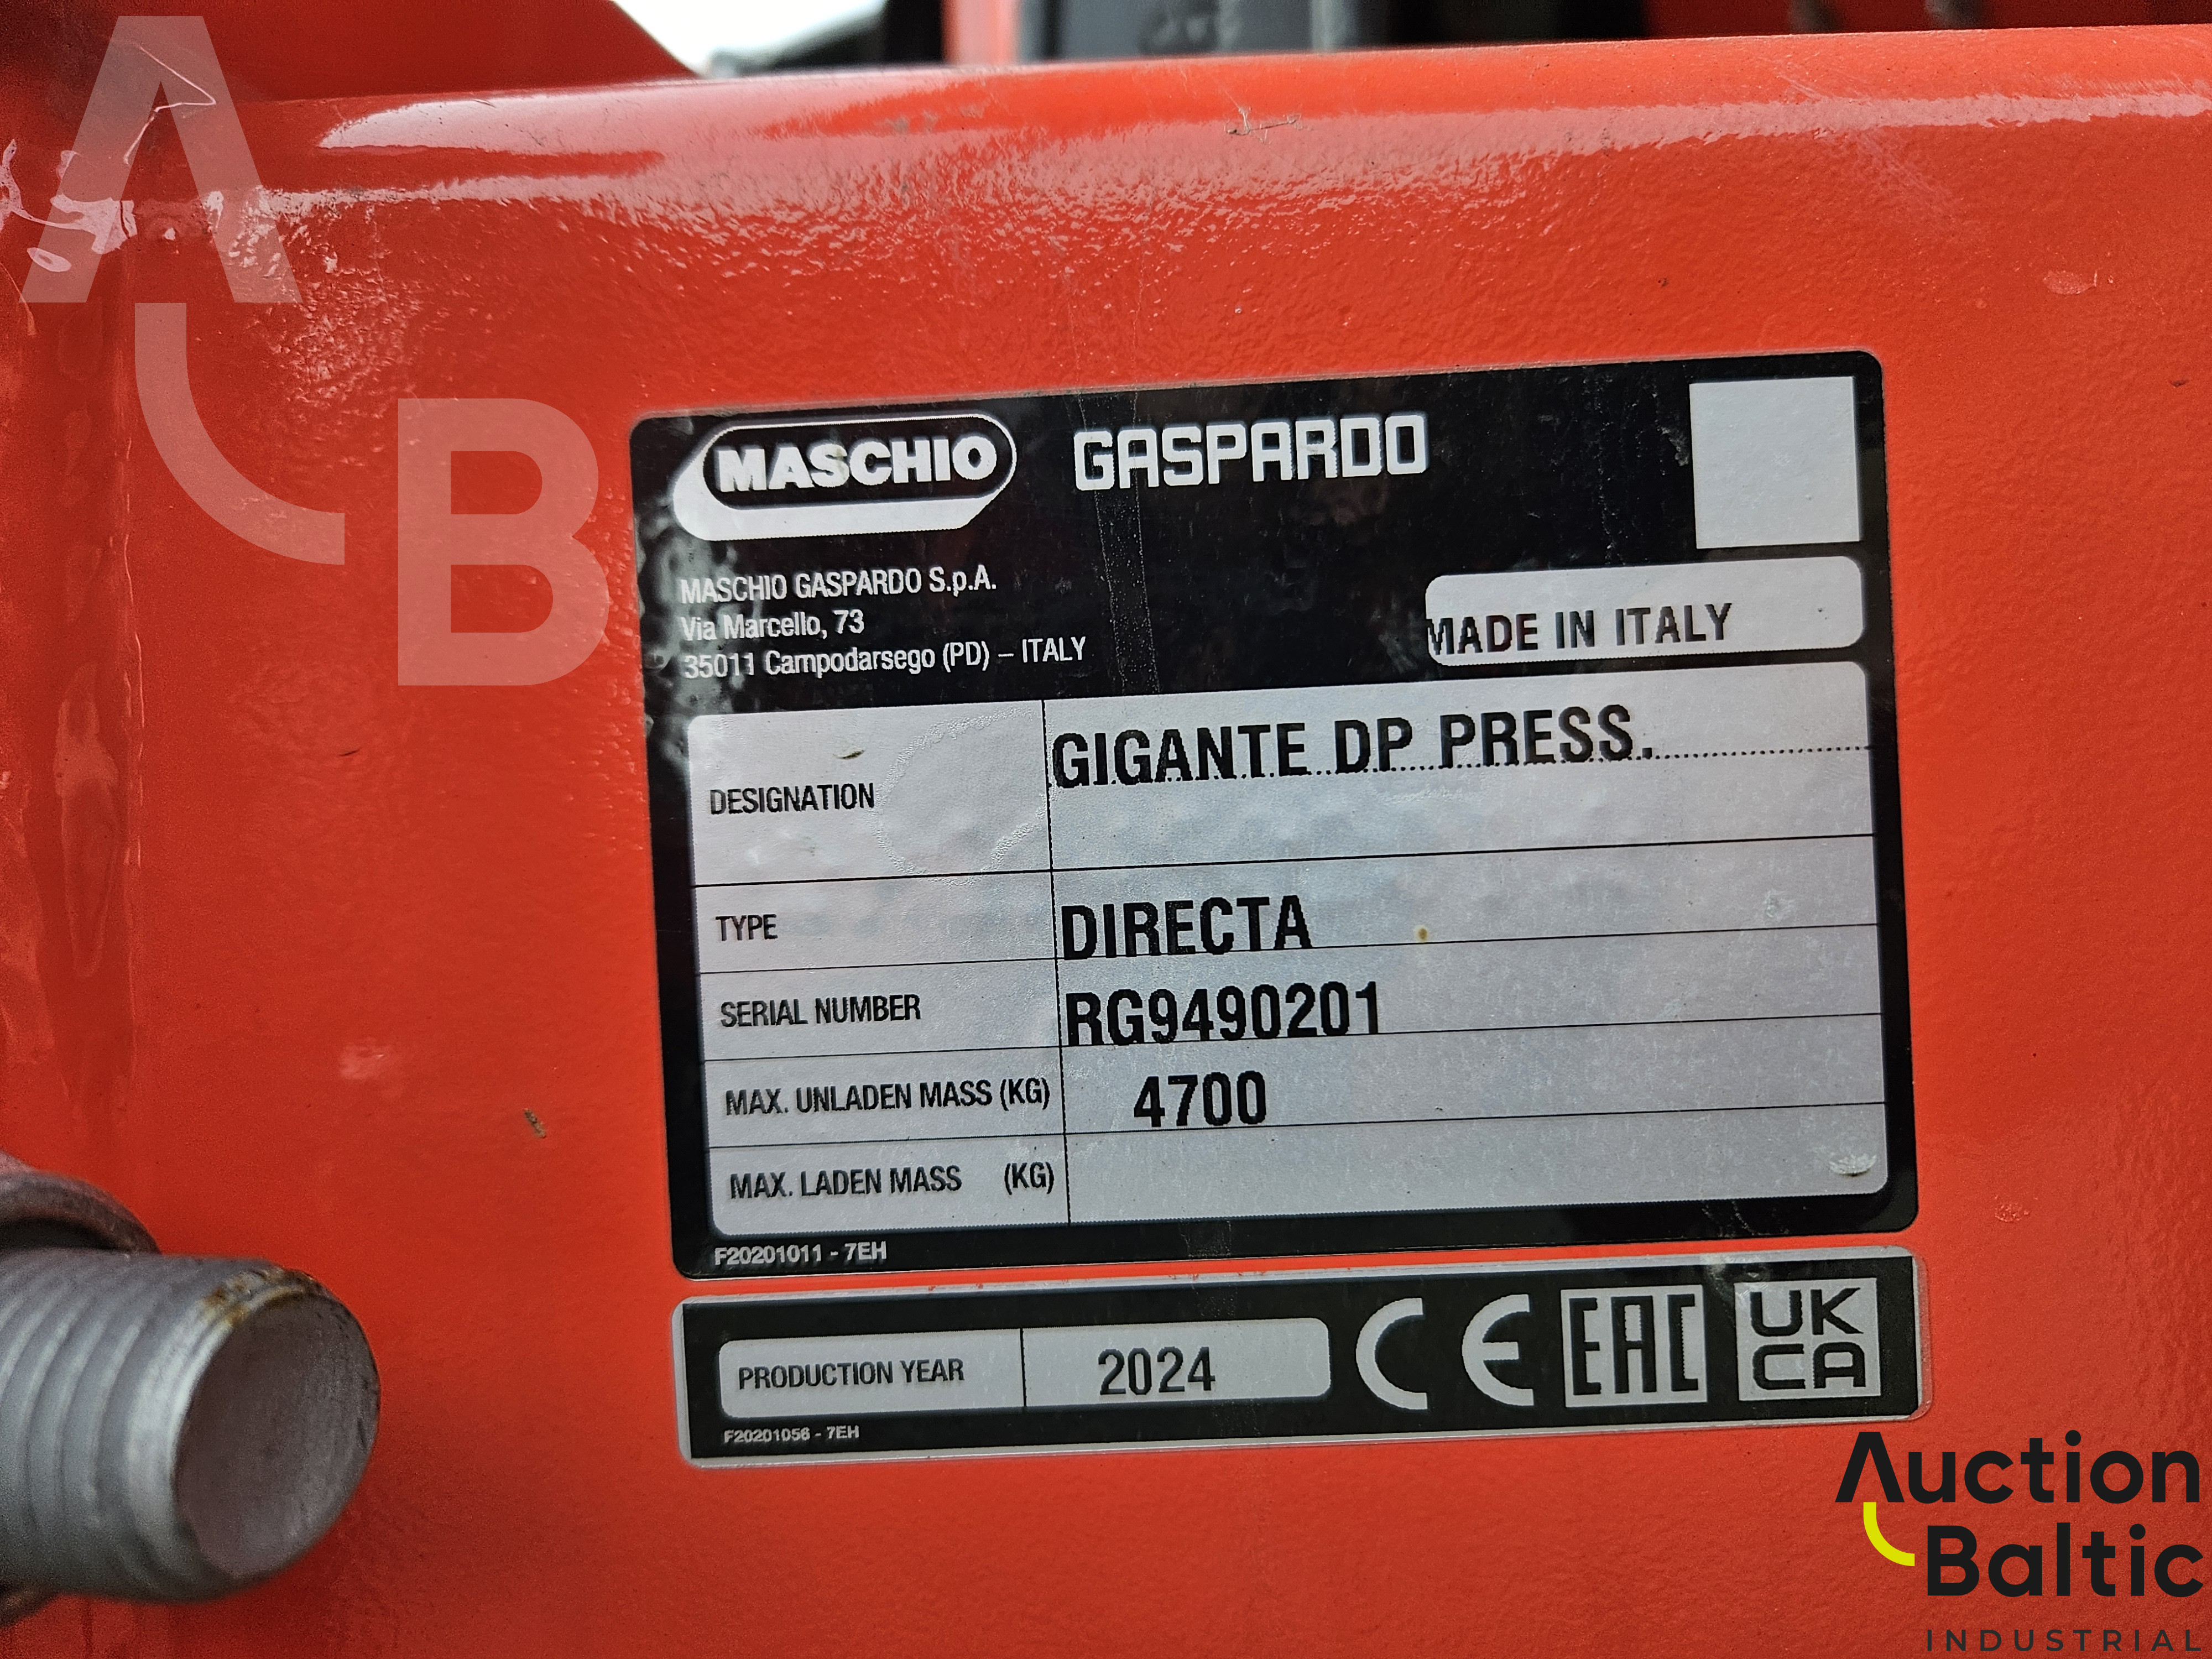 A
B
MASCHIO GASPARDO
MASCHIO GASPARDO S.p.A.
Via Marcello, 73
35011 Campodarsego (PD) – ITALY
MADE IN ITALY
DESIGNATION GIGANTE DP PRESS.
TYPE DIRECTA
SERIAL NUMBER RG9490201
MAX. UNLADEN MASS (KG) 4700
MAX. LADEN MASS (KG)
F20201011 - 7EH
PRODUCTION YEAR 2024 CE EAC UK CA
F20201056 - 7EH
Auction
Baltic
INDUSTRIAL